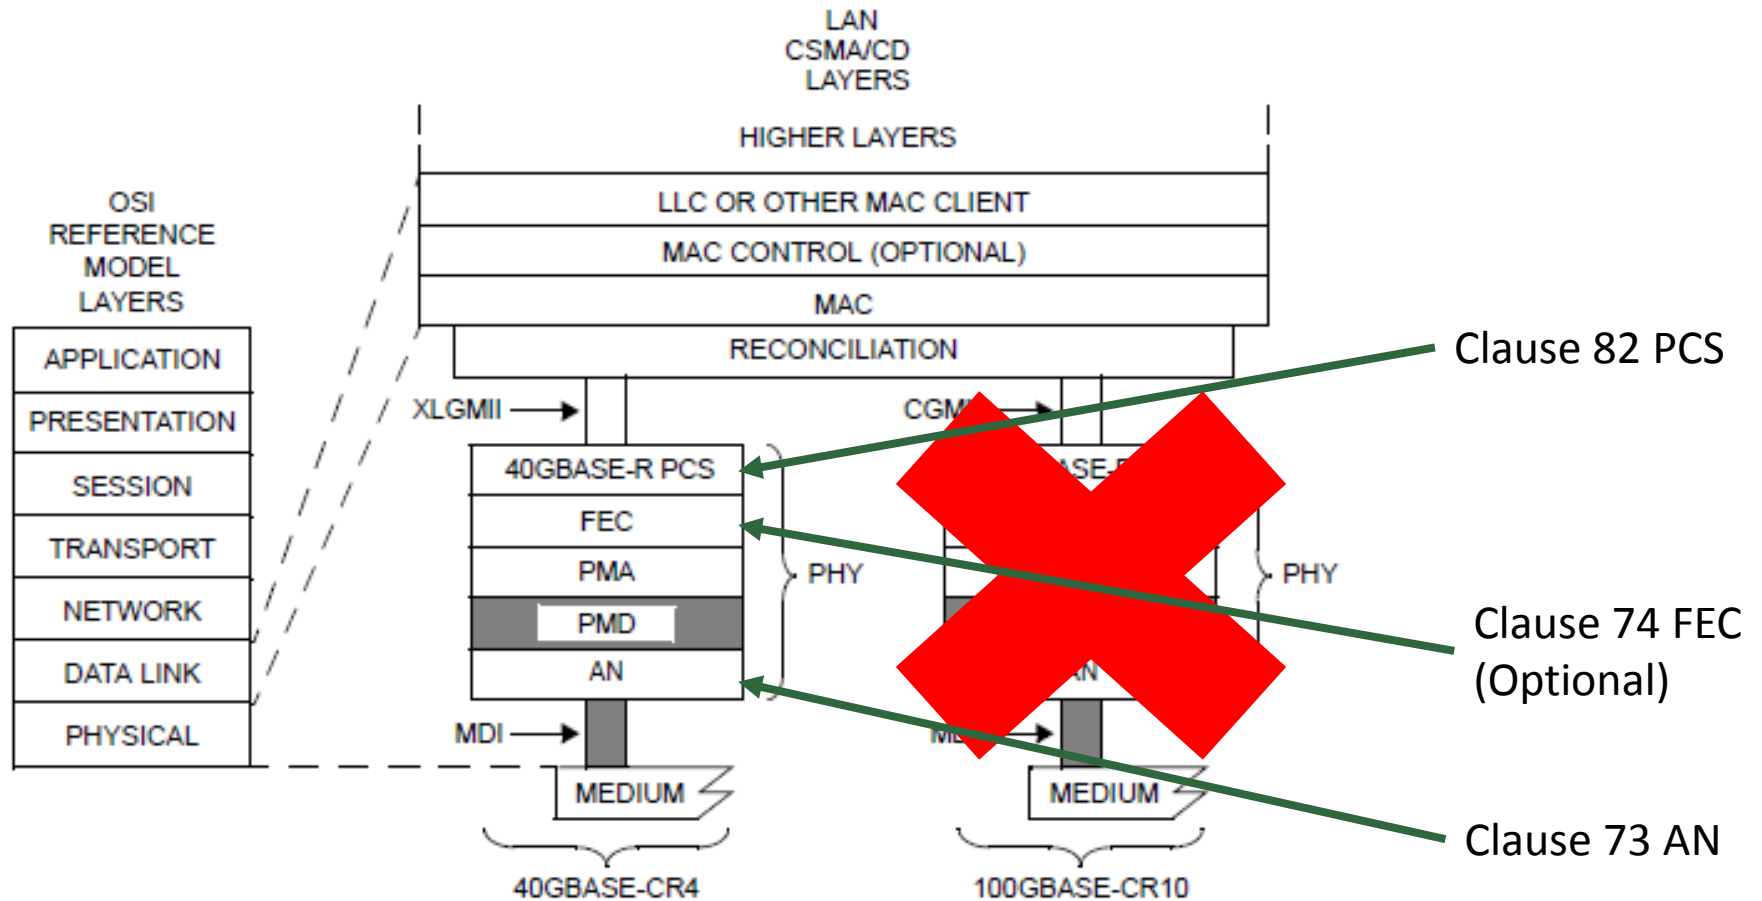 LAN
CSMA/CD
LAYERS
HIGHER LAYERS
LLC OR OTHER MAC CLIENT
MAC CONTROL (OPTIONAL)
MAC
RECONCILIATION
OSI
REFERENCE
MODEL
LAYERS
APPLICATION
PRESENTATION
SESSION
TRANSPORT
NETWORK
DATA LINK
PHYSICAL
XLGMII
40GBASE-R PCS
FEC
PMA
PMD
AN
PHY
MDI
MEDIUM
40GBASE-CR4
PHY
MEDIUM
100GBASE-CR10
Clause 82 PCS
Clause 74 FEC
(Optional)
Clause 73 AN